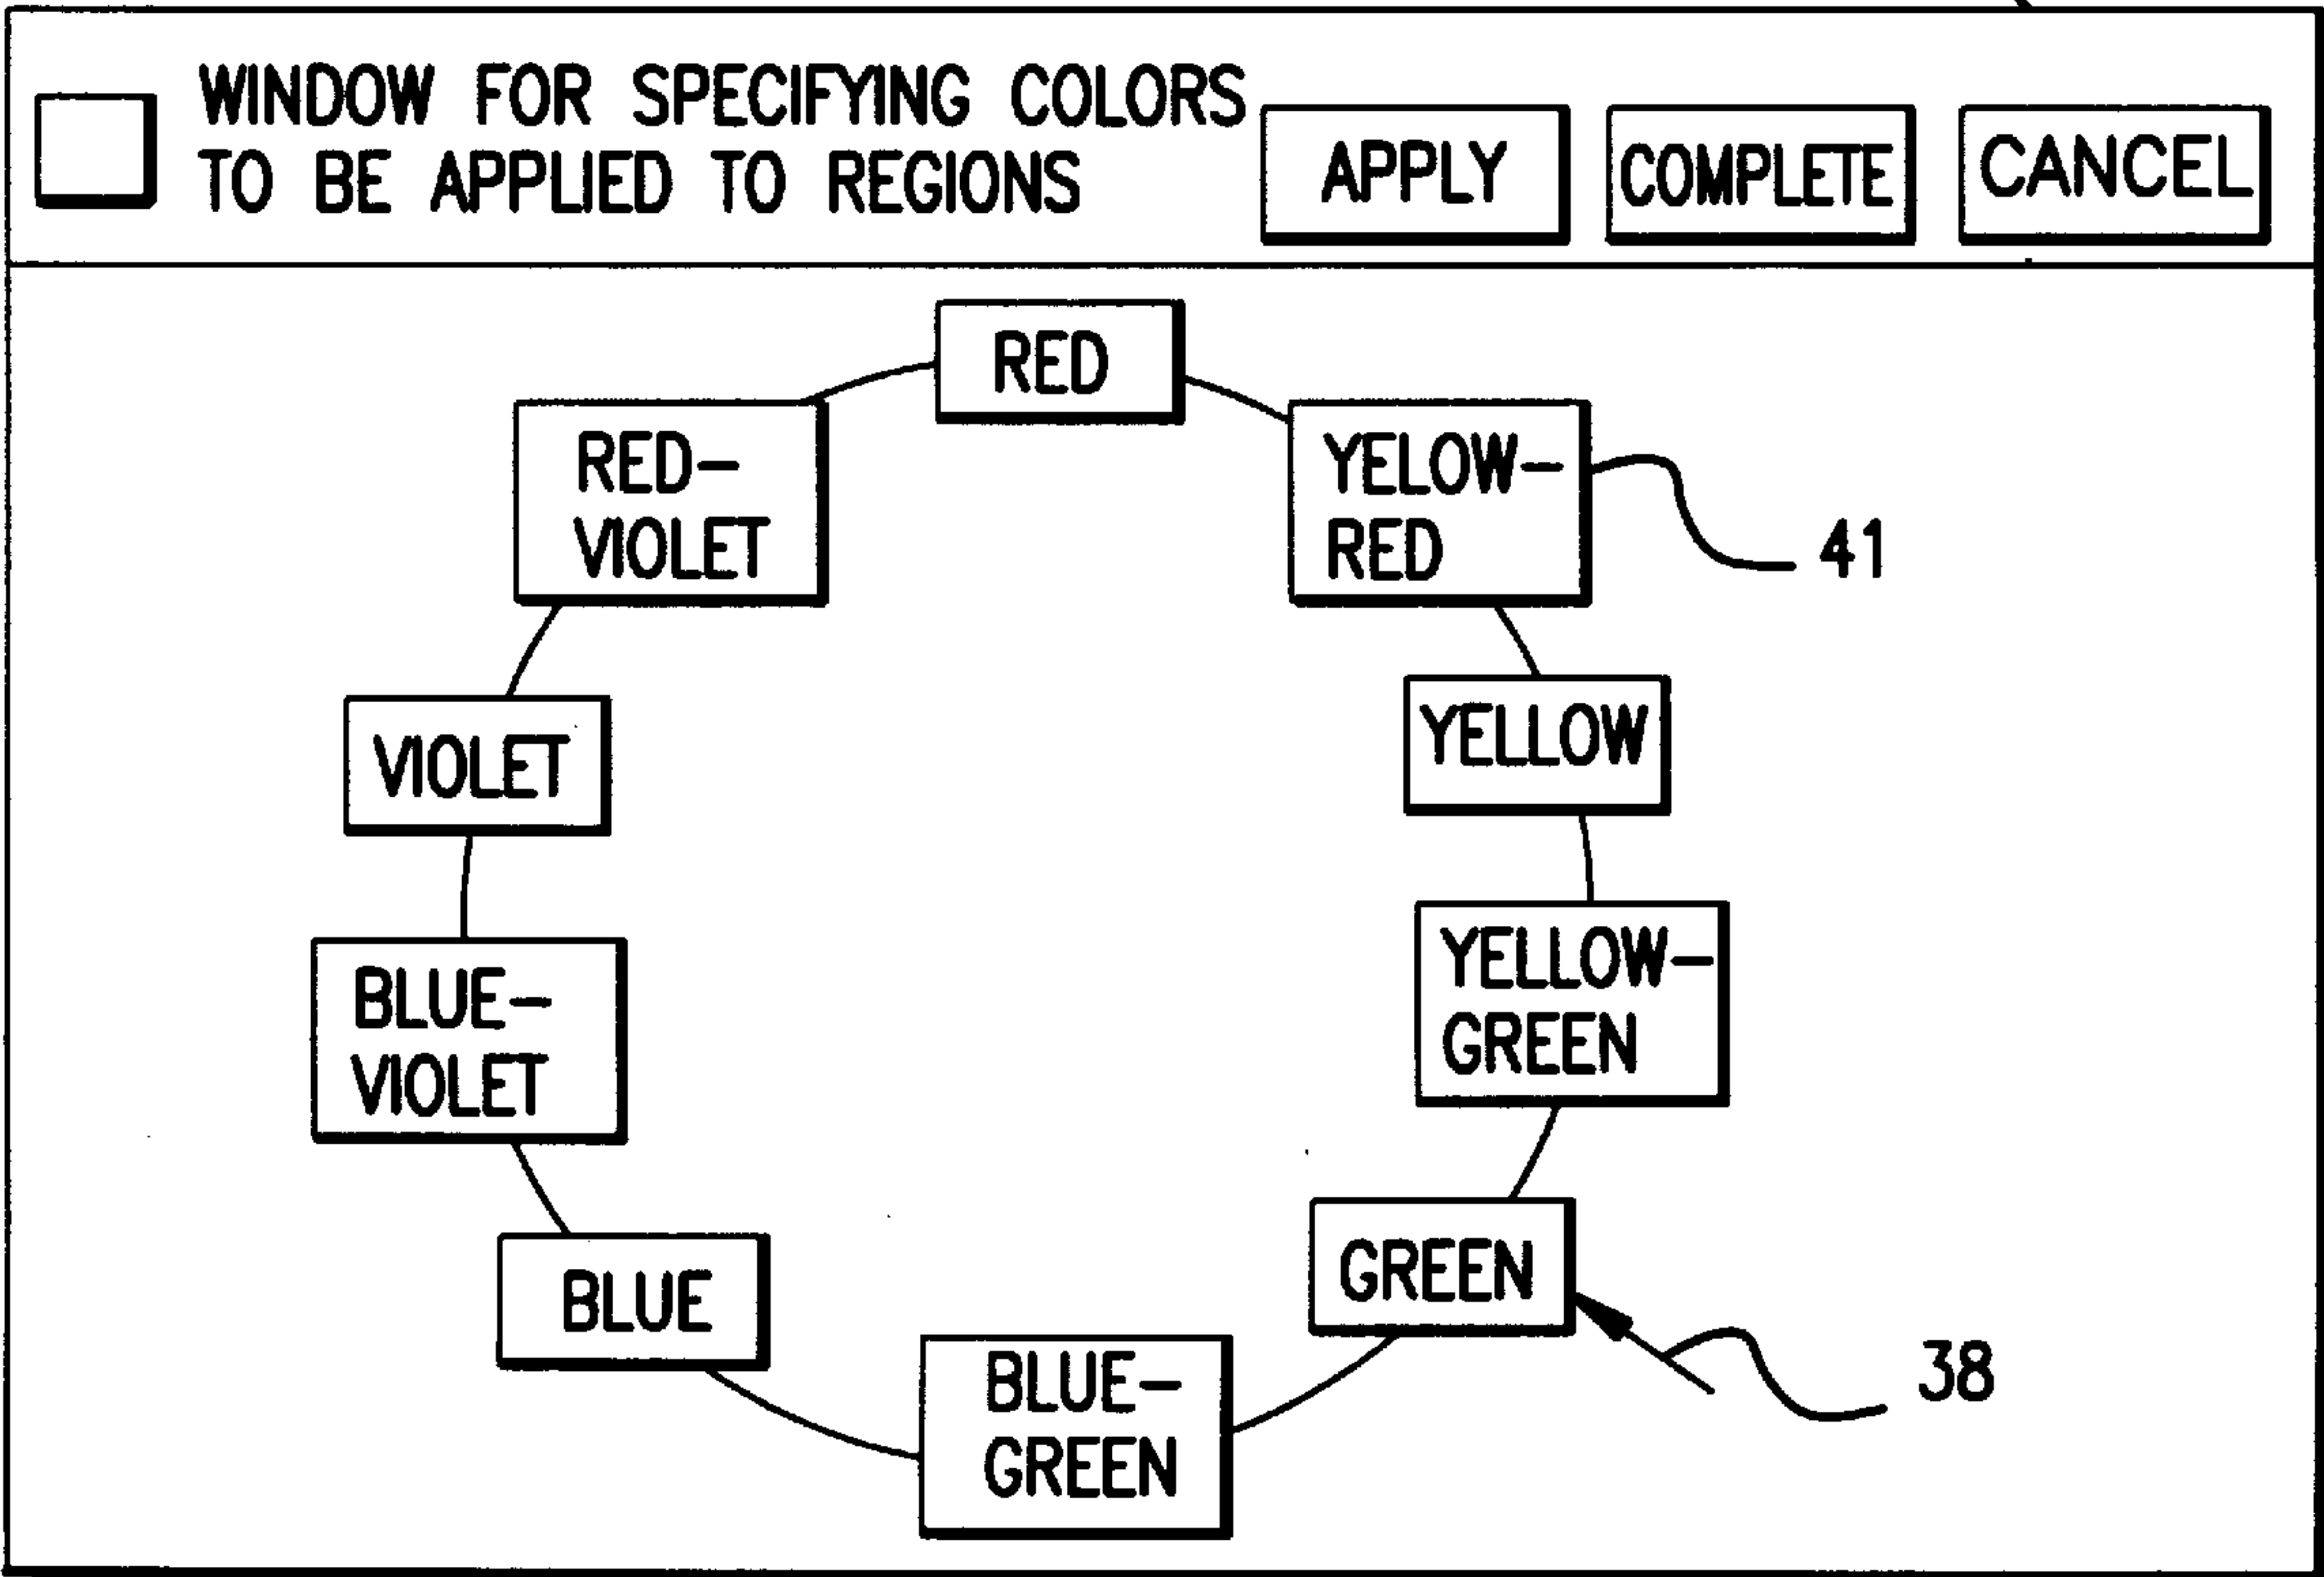 WINDOW FOR SPECIFYING COLORS
TO BE APPLIED TO REGIONS
APPLY
COMPLETE
CANCEL
RED
RED-
VIOLET
YELOW-
RED
41
VIOLET
YELLOW
BLUE-
VIOLET
YELLOW-
GREEN
BLUE
GREEN
38
BLUE-
GREEN